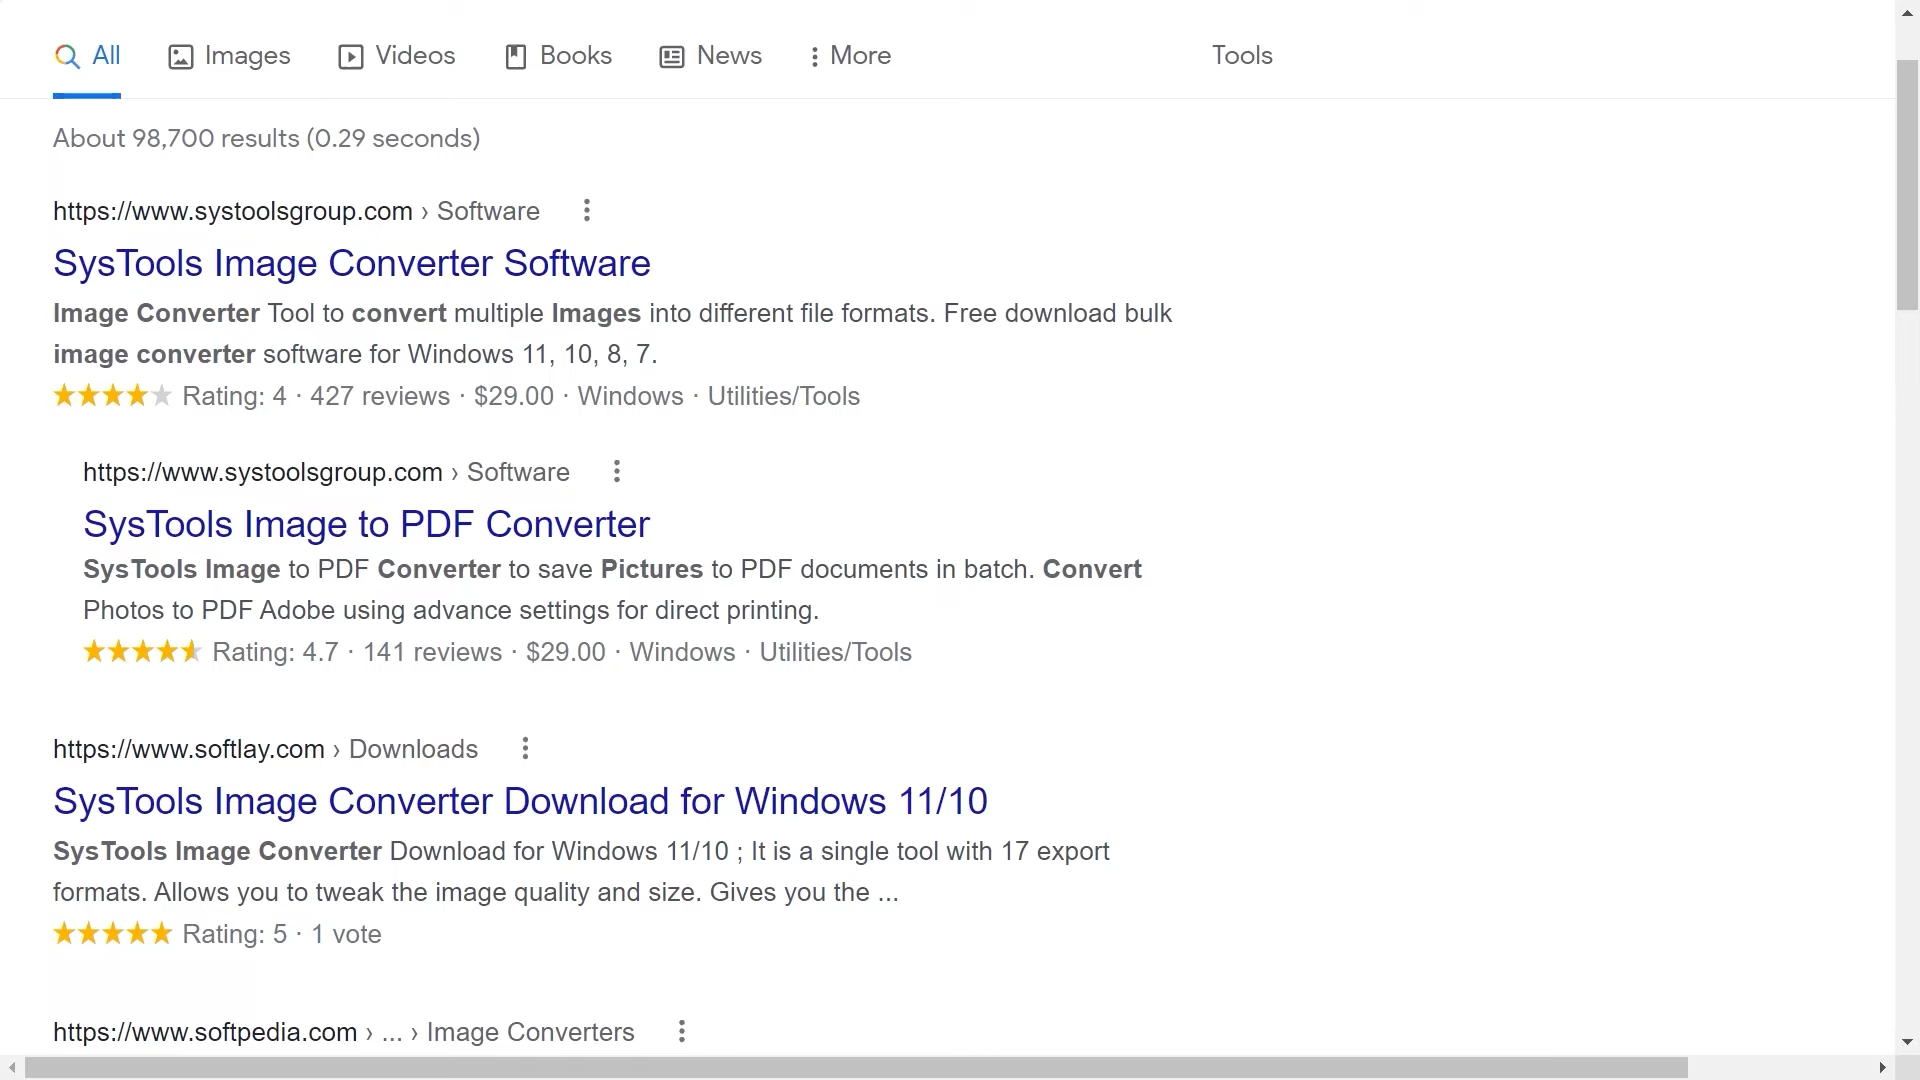 All Images Videos Books News More Tools
About 98,700 results (0.29 seconds)
https://www.systoolsgroup.com › Software
SysTools Image Converter Software
Image Converter Tool to convert multiple Images into different file formats. Free download bulk
image converter software for Windows 11, 10, 8, 7.
Rating: 4 · 427 reviews · $29.00 · Windows · Utilities/Tools
https://www.systoolsgroup.com › Software
SysTools Image to PDF Converter
SysTools Image to PDF Converter to save Pictures to PDF documents in batch. Convert
Photos to PDF Adobe using advance settings for direct printing.
Rating: 4.7 · 141 reviews · $29.00 · Windows · Utilities/Tools
https://www.softlay.com › Downloads
SysTools Image Converter Download for Windows 11/10
SysTools Image Converter Download for Windows 11/10 ; It is a single tool with 17 export
formats. Allows you to tweak the image quality and size. Gives you the ...
Rating: 5 · 1 vote
https://www.softpedia.com › ... › Image Converters